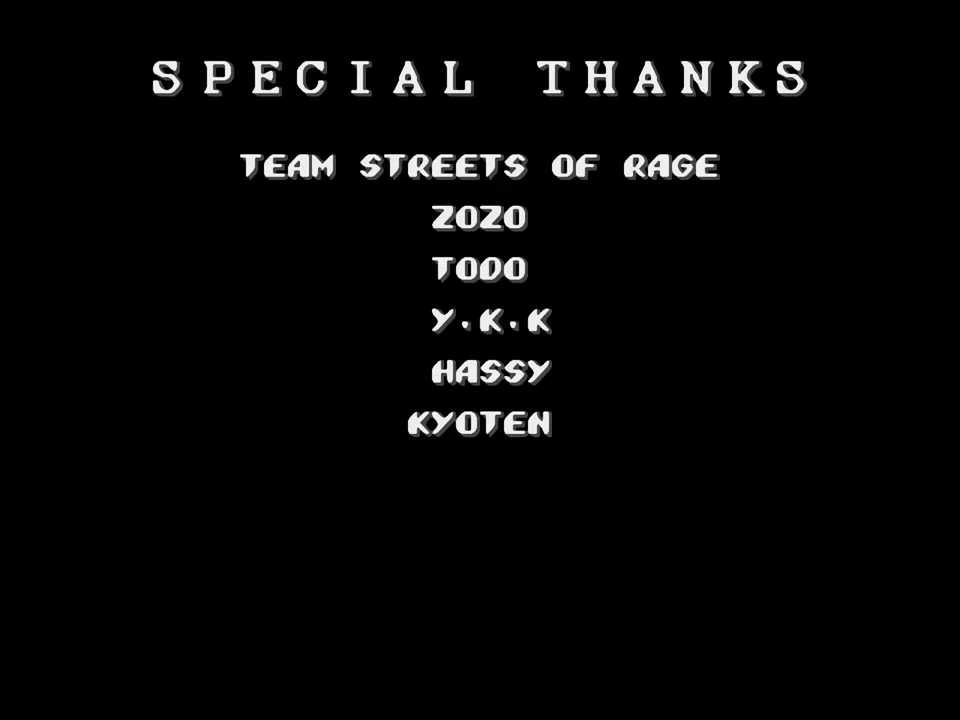 SPECIAL THANKS
TEAM STREETS OF RAGE
ZOZO
TODO
Y.K.K
HASSY
KYOTEN